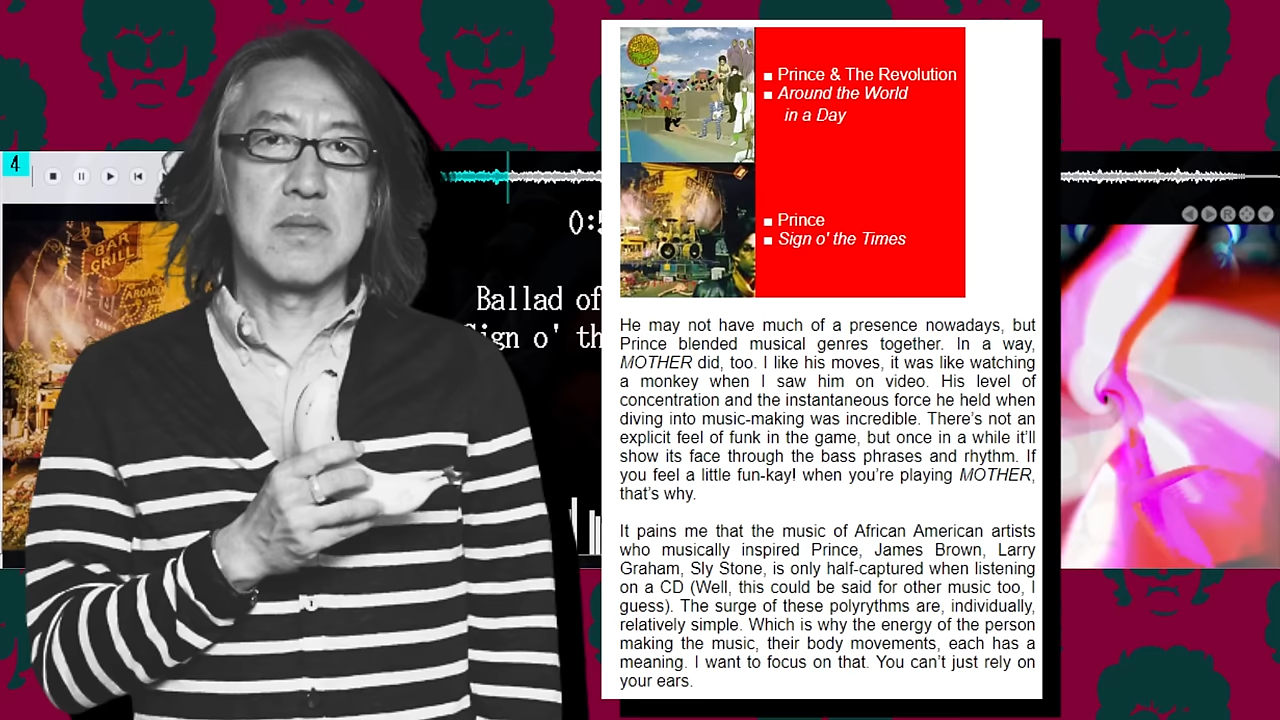 4
BAR
GRILL
ARCADE
0:5
Ballad of
Sign o' th
■ Prince & The Revolution
■ Around the World
in a Day
■ Prince
■ Sign o' the Times
He may not have much of a presence nowadays, but
Prince blended musical genres together. In a way,
MOTHER did, too. I like his moves, it was like watching
a monkey when I saw him on video. His level of
concentration and the instantaneous force he held when
diving into music-making was incredible. There's not an
explicit feel of funk in the game, but once in a while it'll
show its face through the bass phrases and rhythm. If
you feel a little fun-kay! when you're playing MOTHER,
that's why.
It pains me that the music of African American artists
who musically inspired Prince, James Brown, Larry
Graham, Sly Stone, is only half-captured when listening
on a CD (Well, this could be said for other music too, I
guess). The surge of these polyrytms are, individually,
relatively simple. Which is why the energy of the person
making the music, their body movements, each has a
meaning. I want to focus on that. You can't just rely on
your ears.
R